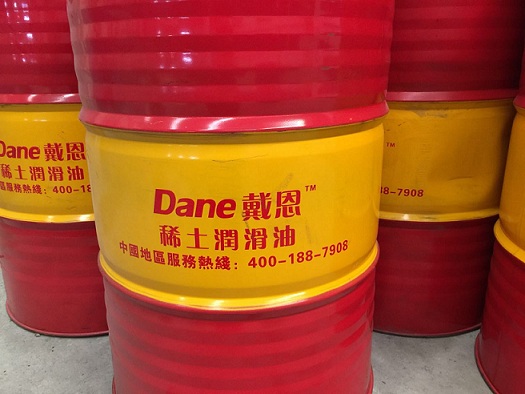 Dane 戴恩™
稀土潤滑油
中國地區服務熱綫：400-188-7908
Dane 戴恩
稀土潤滑油
區服務熱綫：400-18
8-7908